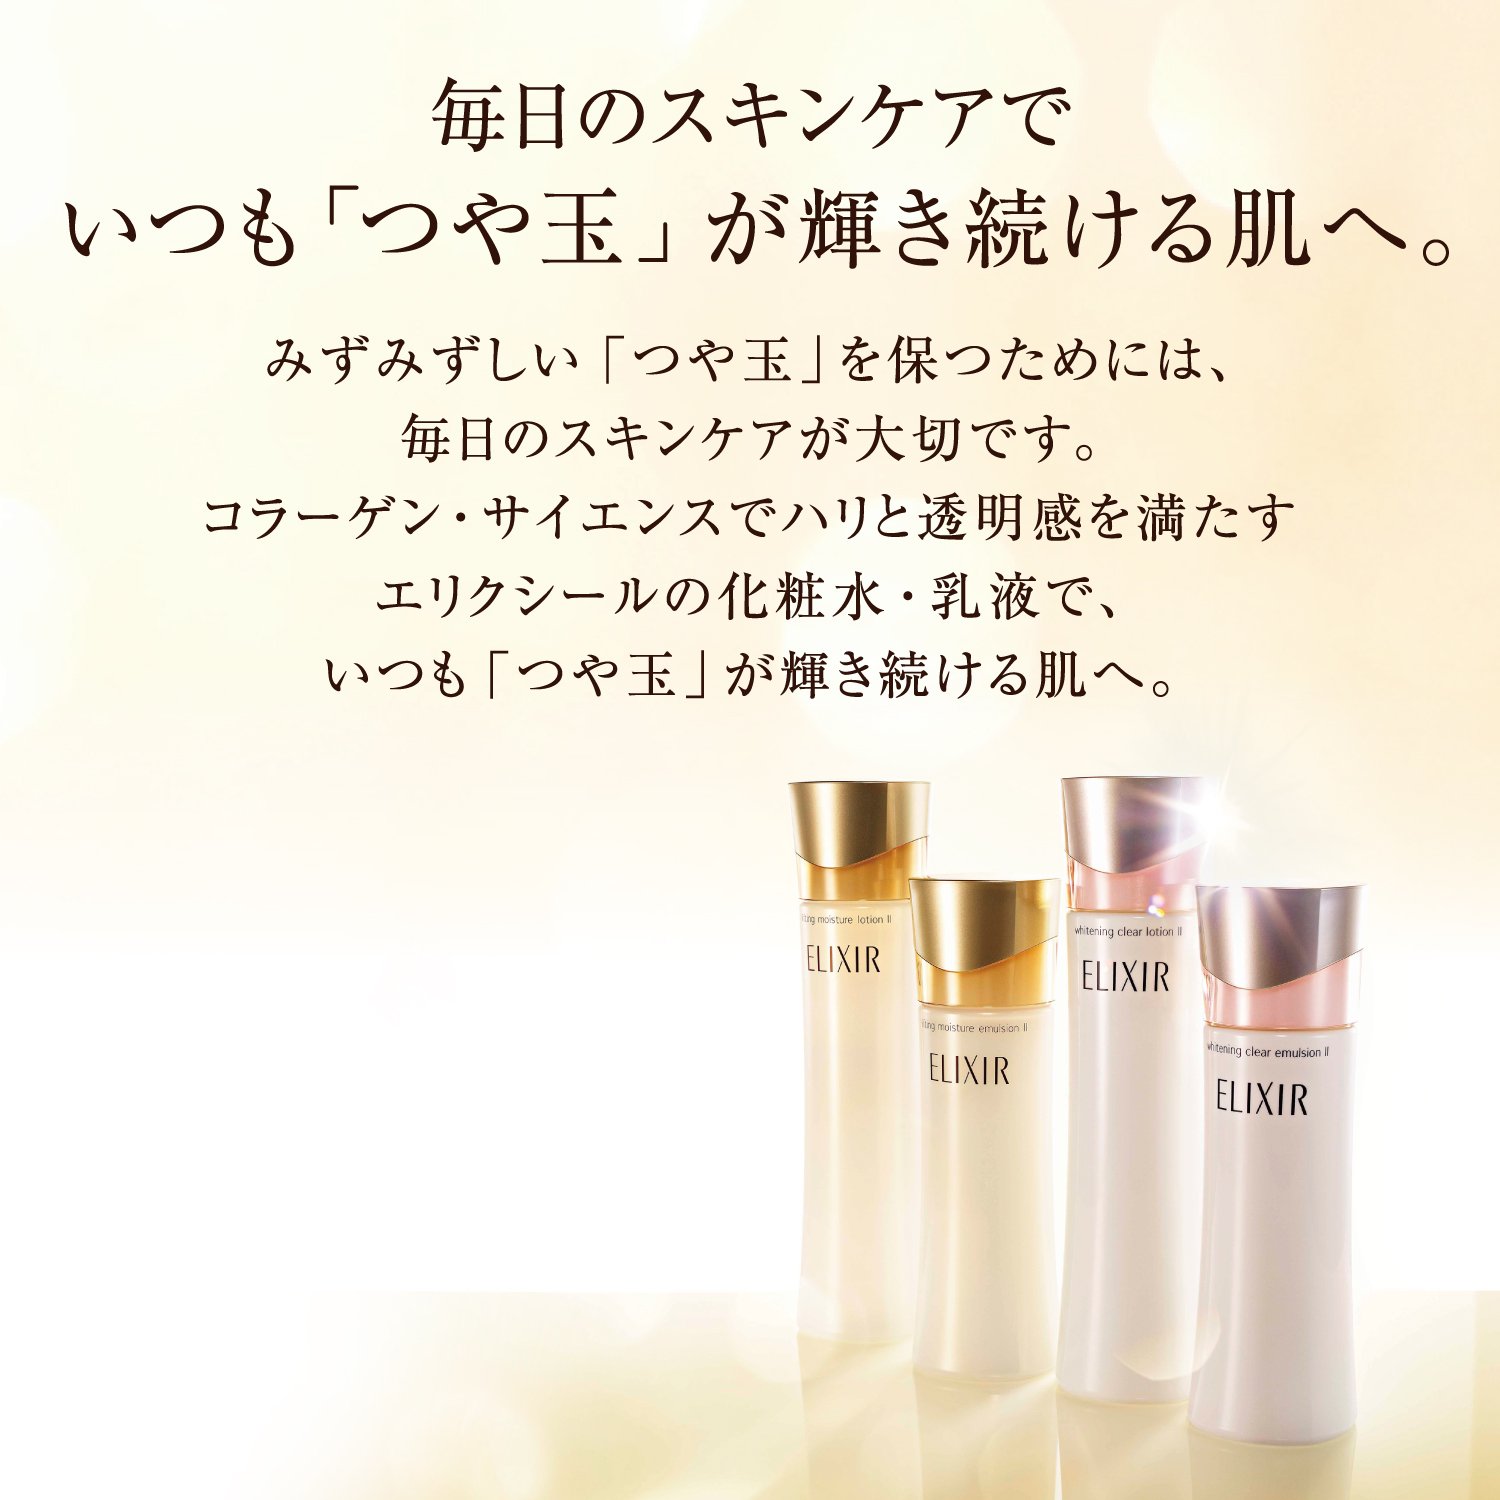 毎日のスキンケアで
いつも「つや玉」が輝き続ける肌へ。
みずみずしい「つや玉」を保つためには、
毎日のスキンケアが大切です。
コラーゲン・サイエンスでハリと透明感を満たす
エリクシールの化粧水・乳液で、
いつも「つや玉」が輝き続ける肌へ。
moisture lotion II
ELIXIR
moisture emulsion II
ELIXIR
whitening clear lotion II
ELIXIR
whitening clear emulsion II
ELIXIR